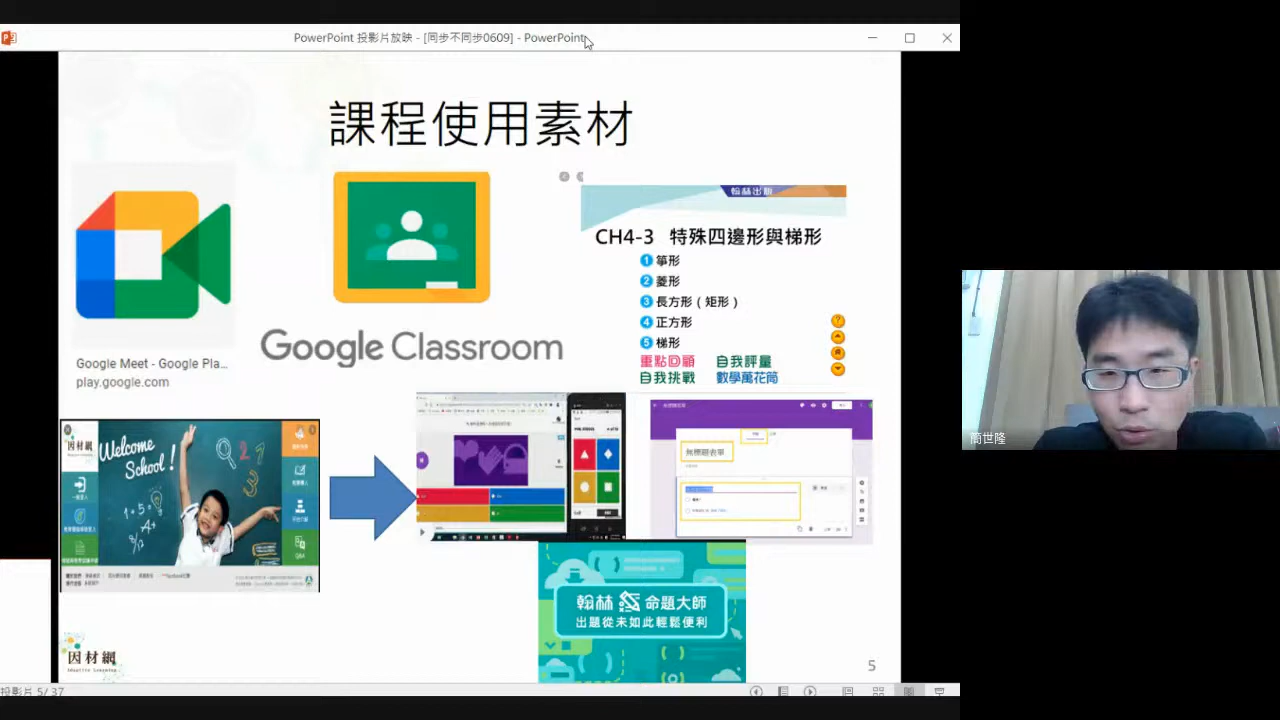 PowerPoint 投影片放映 - [同步不同步0609] - PowerPoint
課程使用素材
Google Meet - Google Pla...
play.google.com
Google Classroom
翰林出版
CH4-3 特殊四邊形與梯形
1 箏形
2 菱形
3 長方形（矩形）
4 正方形
5 梯形
重點回顧 自我評量
自我挑戰 數學萬花筒
因材網
Welcome
School!
Q&A
無標題表單
翰林 命題大師
出題從未如此輕鬆便利
因材網
Adaptive Learning
5
投影片 5/ 37
簡世隆